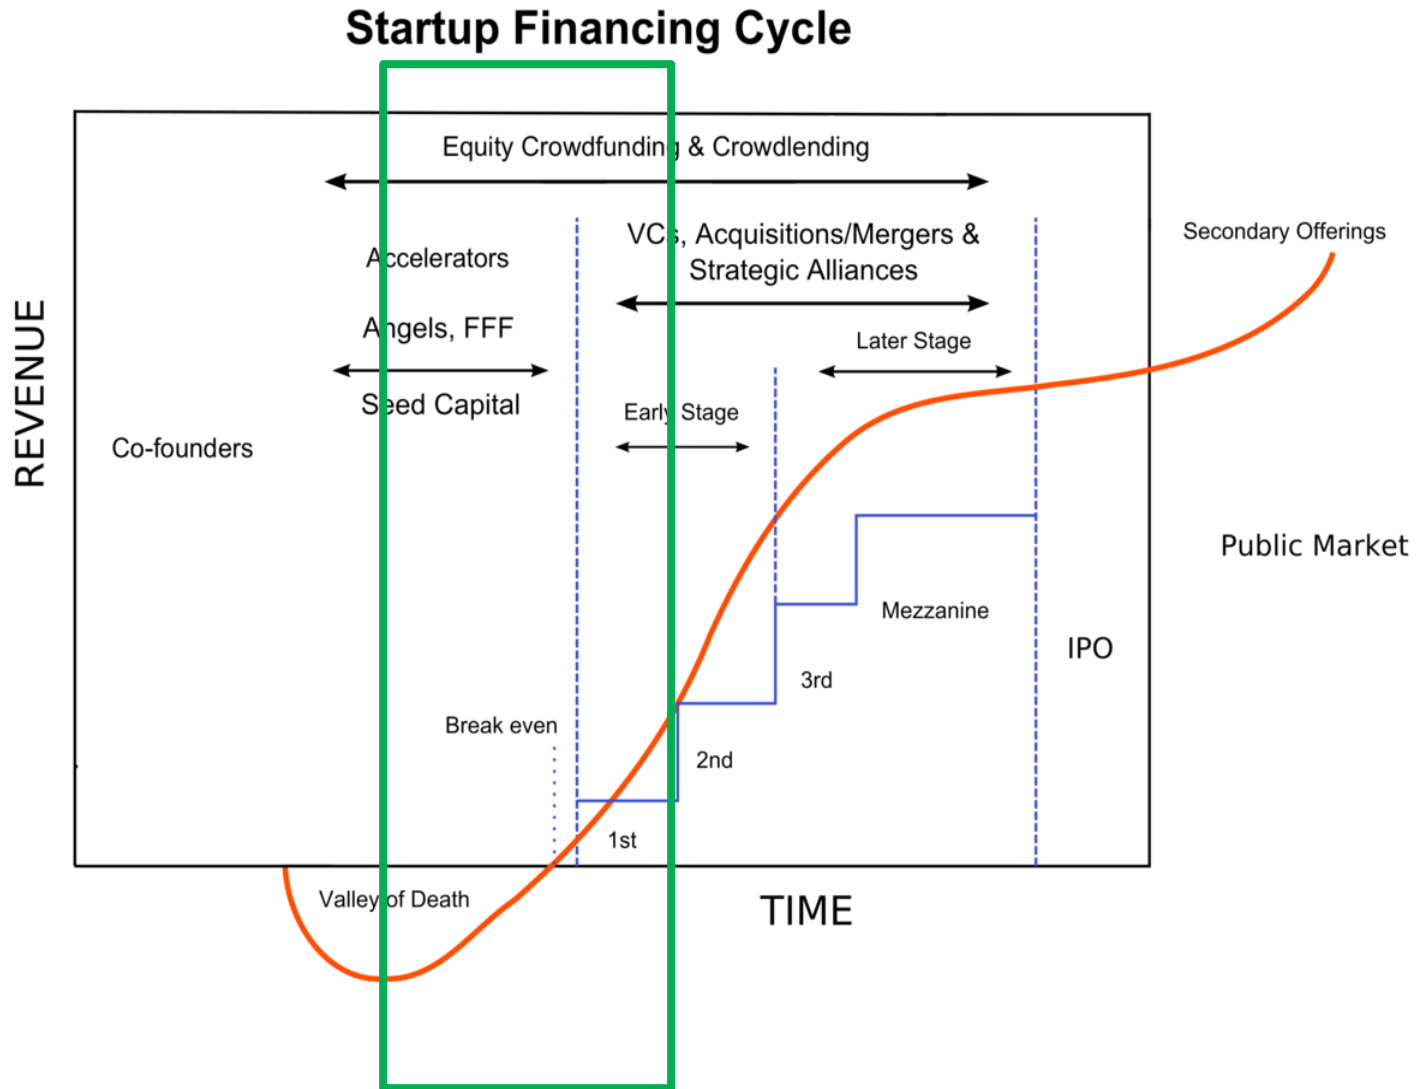 Startup Financing Cycle
Equity Crowdfunding & Crowdlending
VCs, Acquisitions/Mergers &
Strategic Alliances
Secondary Offerings
Accelerators
Angels, FFF
Later Stage
Seed Capital
Early Stage
REVENUE
Co-founders
Public Market
Mezzanine
IPO
3rd
Break even
2nd
1st
Valley of Death
TIME